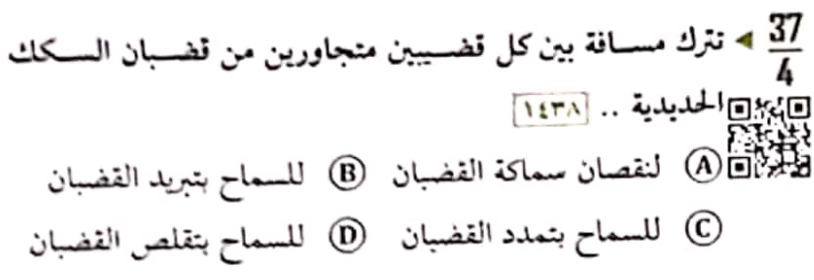 37/4 ◄ تترك مسافة بين كل قضيبين متجاورين من قضبان السكك
الحديدية .. ١٤٣٨
A لنقصان سماكة القضبان B للسماح بتبريد القضبان
C للسماح بتمدد القضبان D للسماح بتقلص القضبان